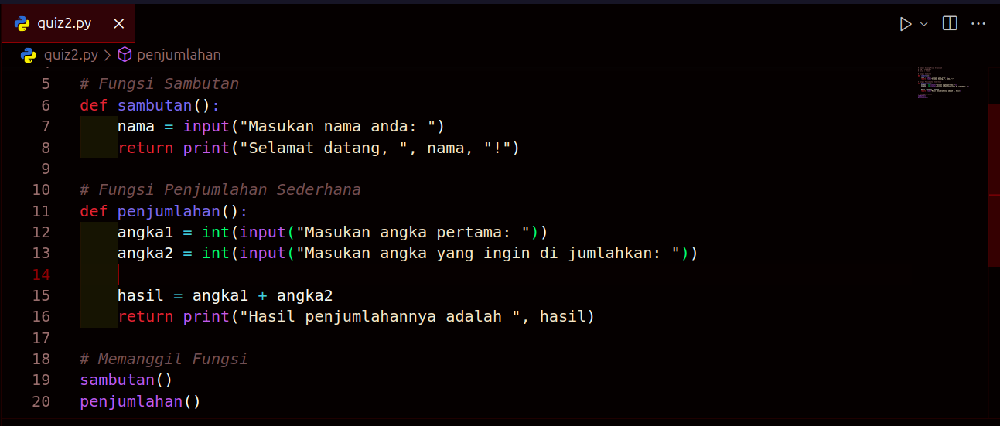 quiz2.py
quiz2.py > penjumlahan
5 # Fungsi Sambutan
6 def sambutan():
7     nama = input("Masukan nama anda: ")
8     return print("Selamat datang, ", nama, "!")
9
10 # Fungsi Penjumlahan Sederhana
11 def penjumlahan():
12     angka1 = int(input("Masukan angka pertama: "))
13     angka2 = int(input("Masukan angka yang ingin di jumlahkan: "))
14
15     hasil = angka1 + angka2
16     return print("Hasil penjumlahannya adalah ", hasil)
17
18 # Memanggil Fungsi
19 sambutan()
20 penjumlahan()